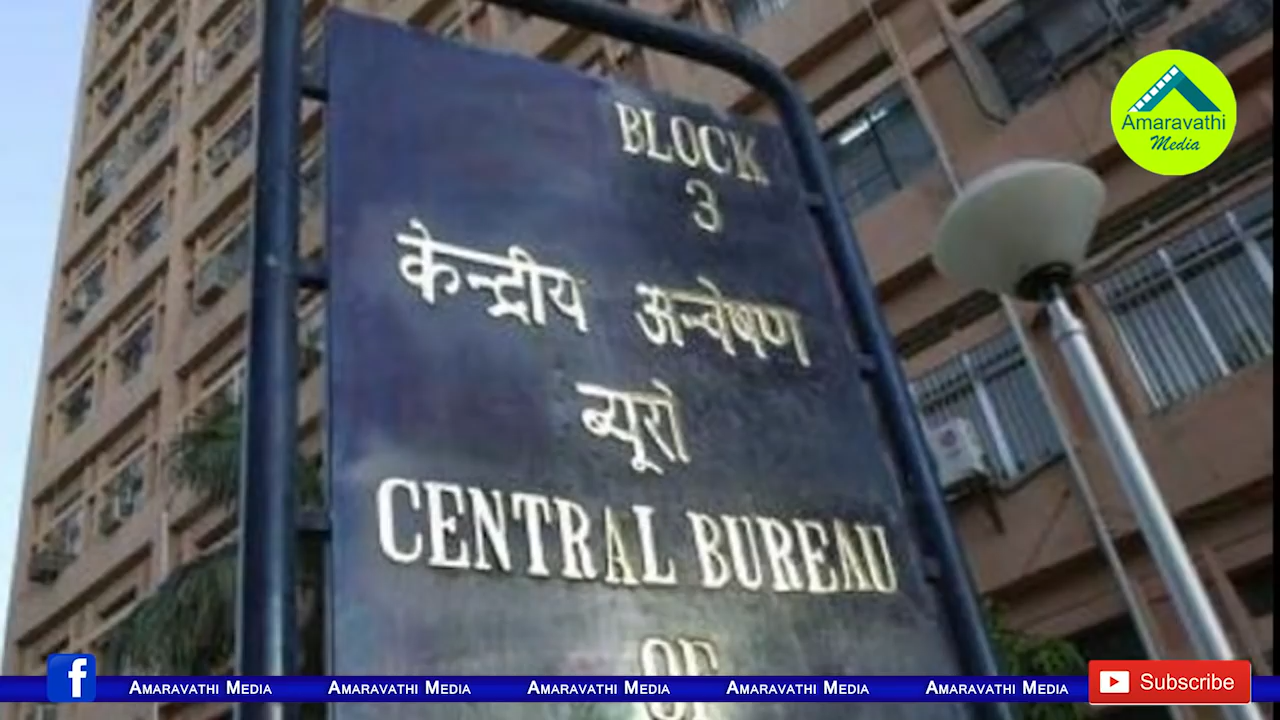 BLOCK
3
केन्द्रीय अन्वेषण
ब्यूरो
CENTRAL BUREAU
OF
Amaravathi
Media
f
Amaravathi Media Amaravathi Media Amaravathi Media Amaravathi Media Amaravathi Media
Subscribe